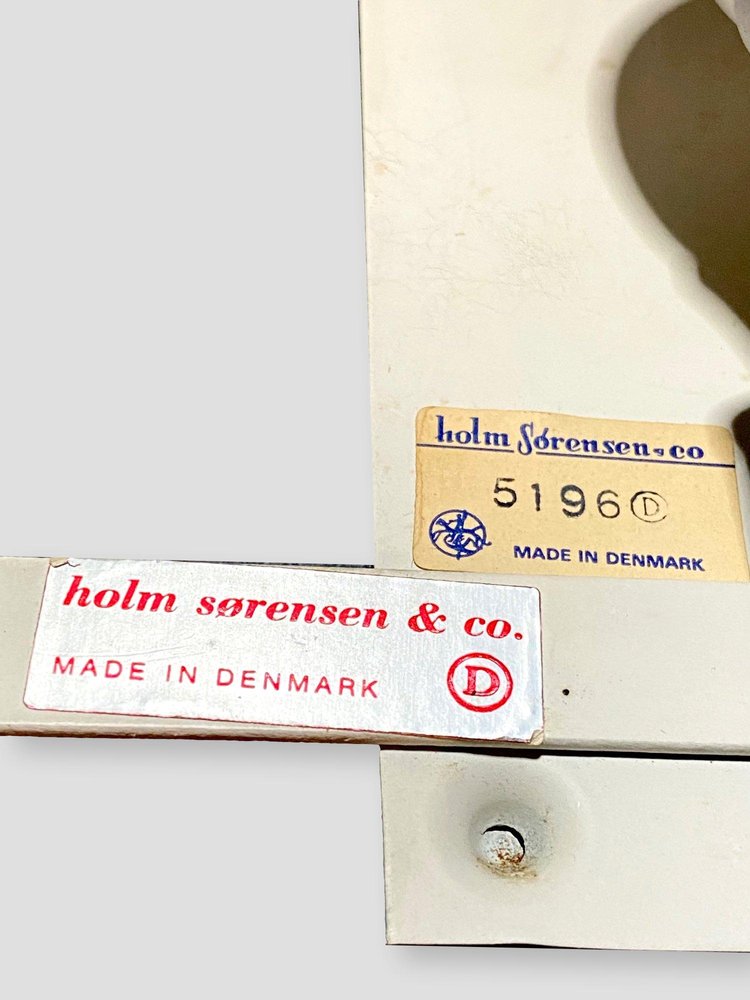 holm Sørensen & co
5196 D
MADE IN DENMARK
holm sørensen & co.
MADE IN DENMARK
D